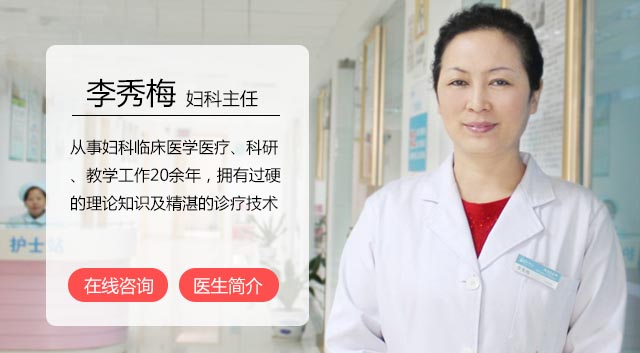 李秀梅 妇科主任
从事妇科临床医学医疗、科研
、教学工作20余年，拥有过硬
的理论知识及精湛的诊疗技术
在线咨询 医生简介
护士站